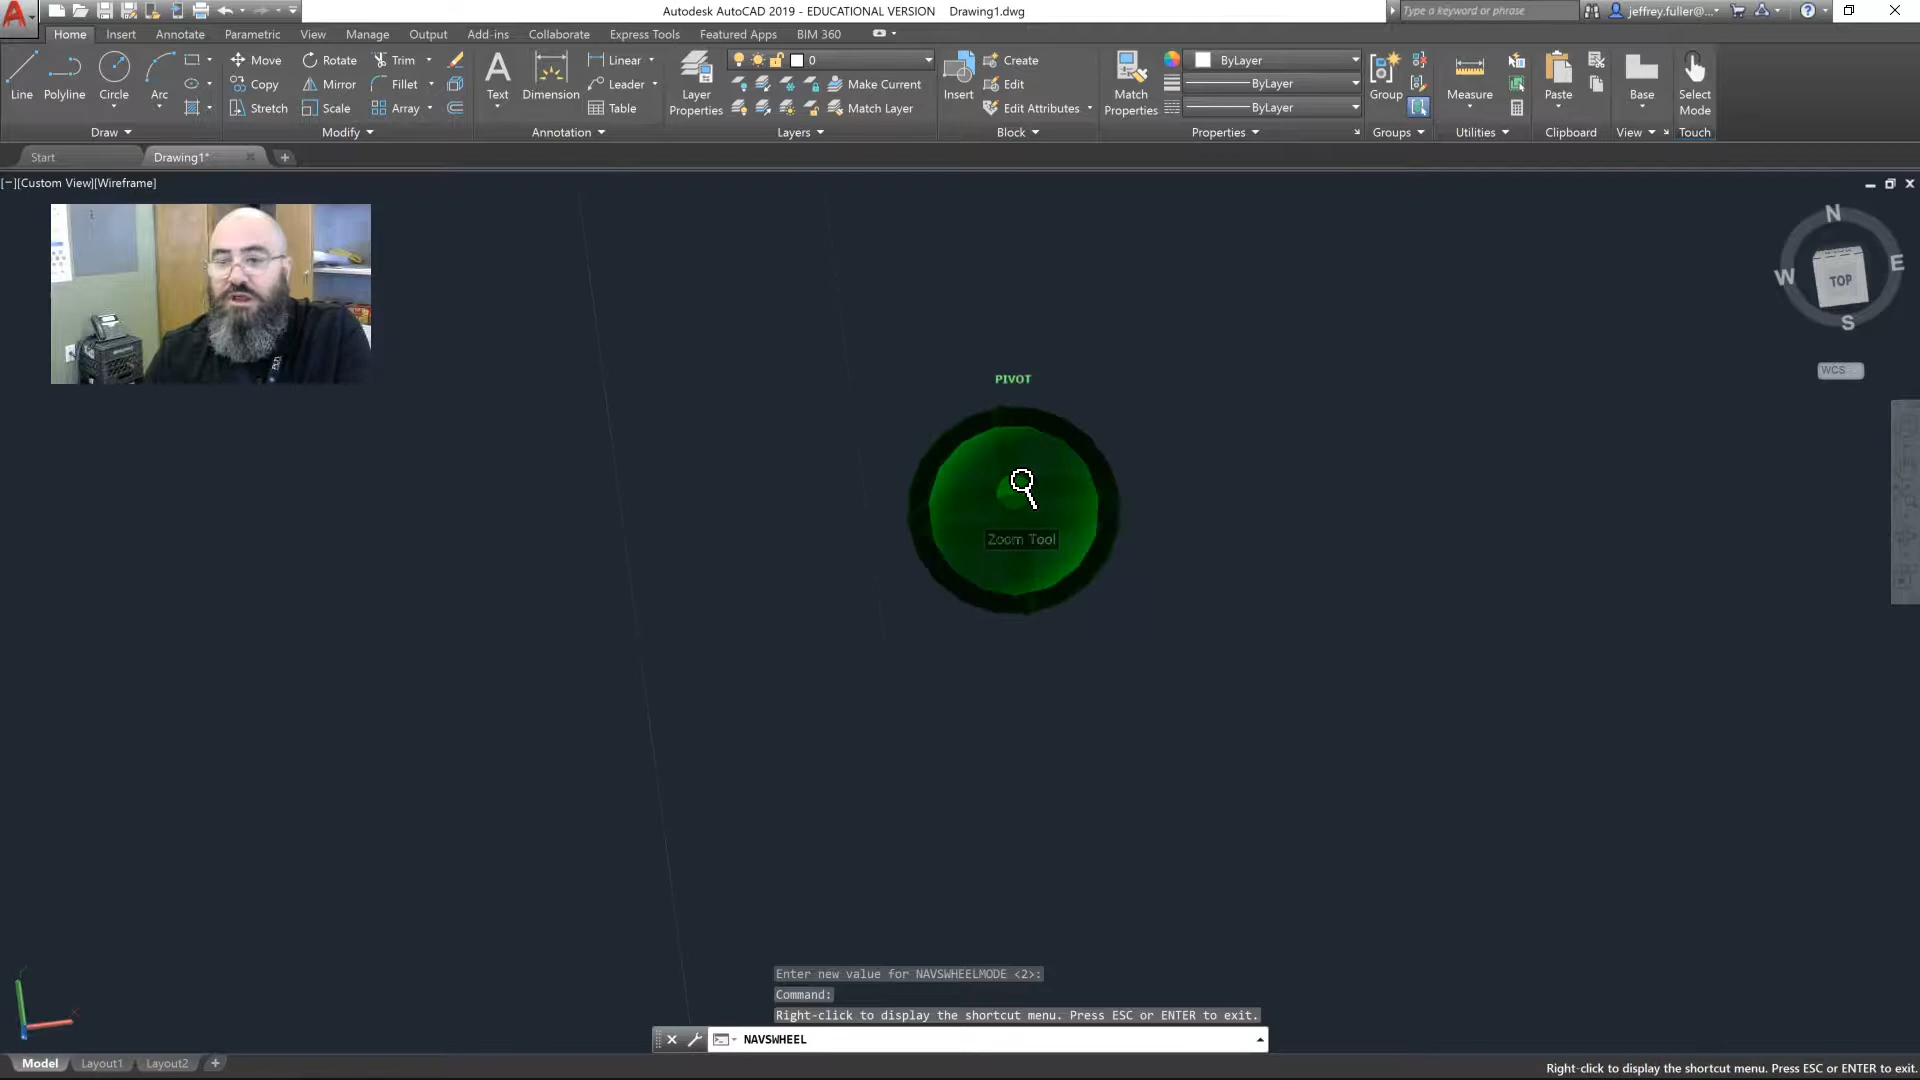 Autodesk AutoCAD 2019 - EDUCATIONAL VERSION Drawing1.dwg
Type a keyword or phrase
jeffrey.fuller@...
Home Insert Annotate Parametric View Manage Output Add-ins Collaborate Express Tools Featured Apps BIM 360
Line Polyline Circle Arc
Move Rotate Trim
Copy Mirror Fillet
Stretch Scale Array
Text Dimension
Linear
Leader
Table
Layer Properties
0
Make Current
Match Layer
Insert
Create
Edit
Edit Attributes
Match Properties
ByLayer
ByLayer
ByLayer
Group
Measure
Paste
Base
Select Mode
Draw Modify Annotation Layers Block Properties Groups Utilities Clipboard View Touch
Start Drawing1*
[−][Custom View][Wireframe]
N
W TOP E
S
WCS
PIVOT
Zoom Tool
Enter new value for NAVSWHEELMODE <2>:
Command:
Right-click to display the shortcut menu. Press ESC or ENTER to exit.
NAVSWHEEL
Model Layout1 Layout2 +
Right-click to display the shortcut menu. Press ESC or ENTER to exit.